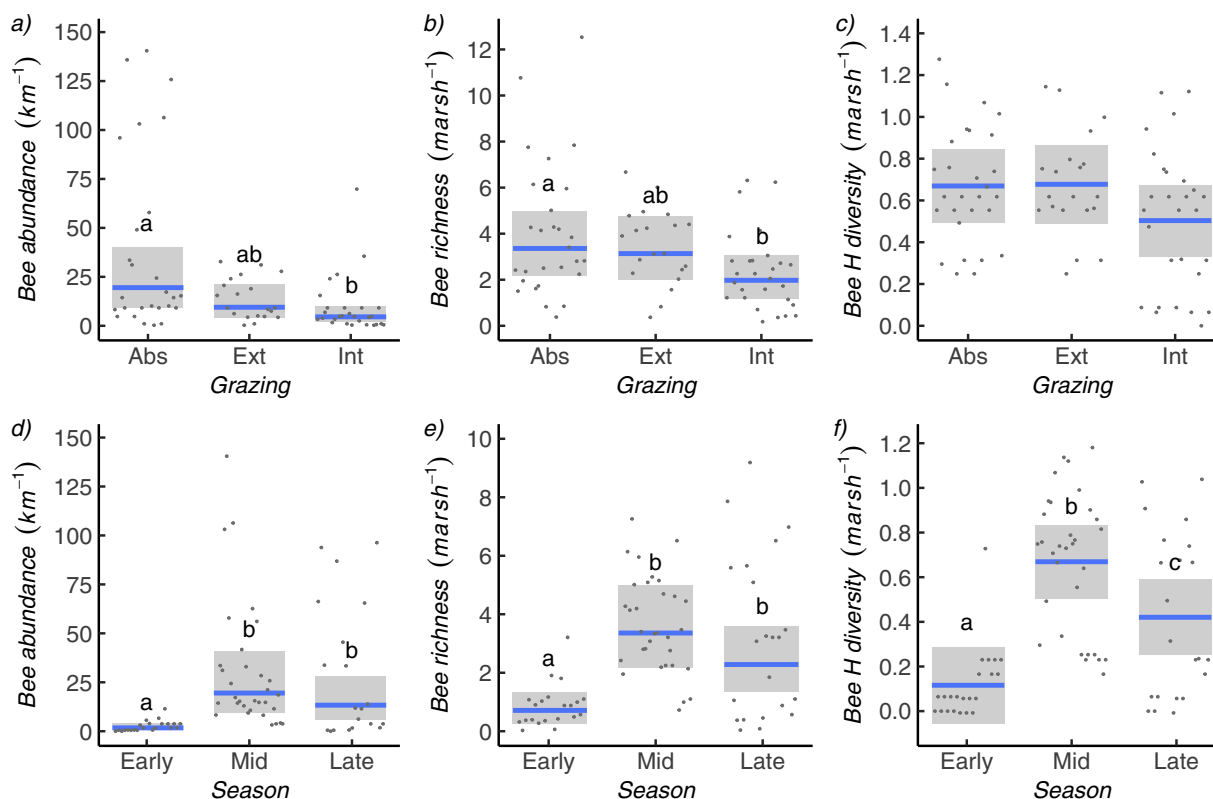 a)
Bee abundance (km⁻¹)
150
125
100
75
50
25
0
a
ab
b
Abs Ext Int
Grazing
b)
Bee richness (marsh⁻¹)
12
10
8
6
4
2
0
a
ab
b
Abs Ext Int
Grazing
c)
Bee H diversity (marsh⁻¹)
1.4
1.2
1.0
0.8
0.6
0.4
0.2
0.0
Abs Ext Int
Grazing
d)
Bee abundance (km⁻¹)
150
125
100
75
50
25
0
a
b
b
Early Mid Late
Season
e)
Bee richness (marsh⁻¹)
10
8
6
4
2
0
a
b
b
Early Mid Late
Season
f)
Bee H diversity (marsh⁻¹)
1.2
1.0
0.8
0.6
0.4
0.2
0.0
a
b
c
Early Mid Late
Season